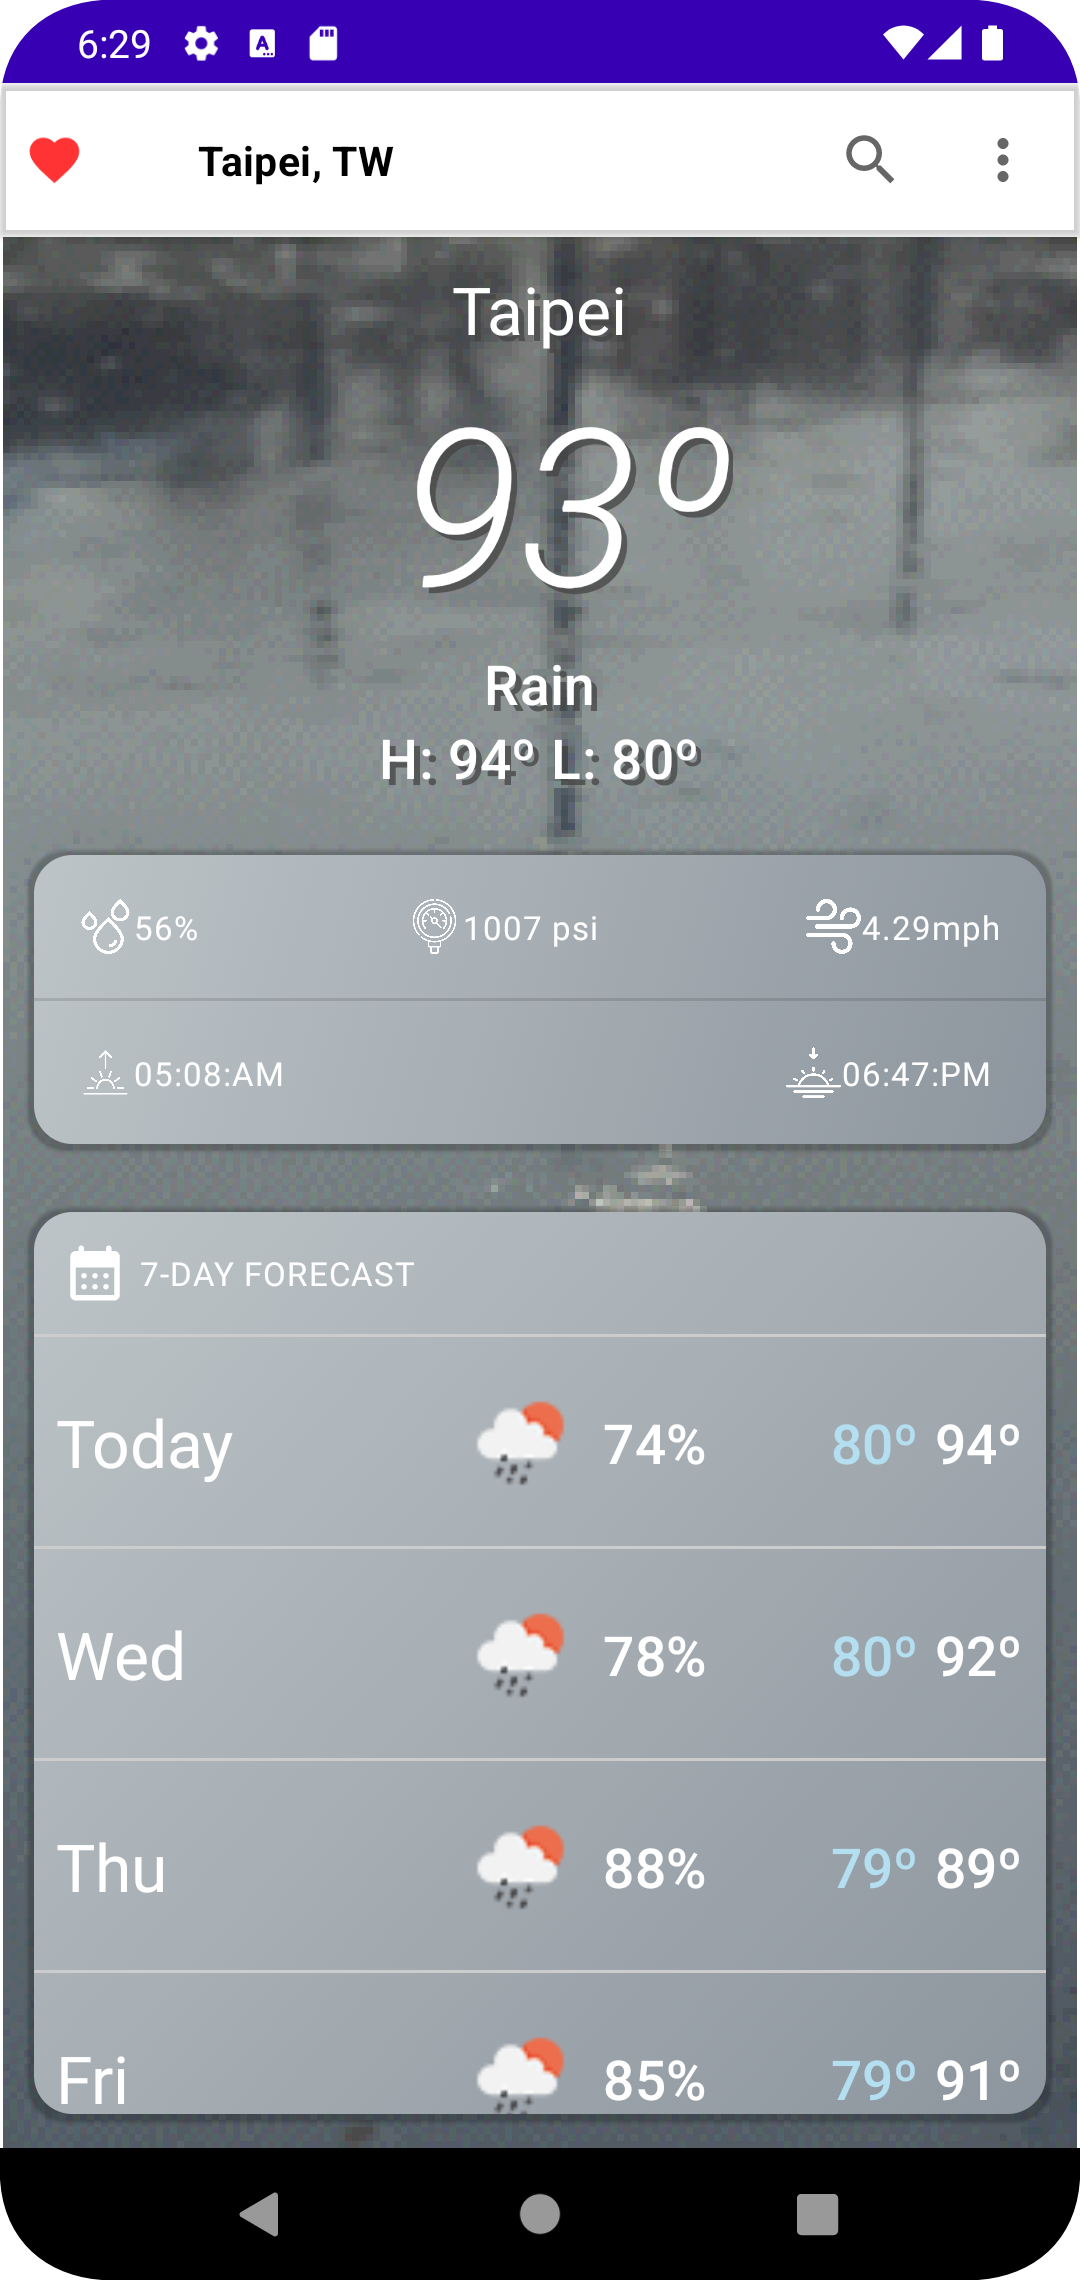 6:29
Taipei, TW
Taipei
93º
Rain
H: 94º L: 80º
56% 1007 psi 4.29mph
05:08:AM 06:47:PM
7-DAY FORECAST
Today 74% 80º 94º
Wed 78% 80º 92º
Thu 88% 79º 89º
Fri 85% 79º 91º